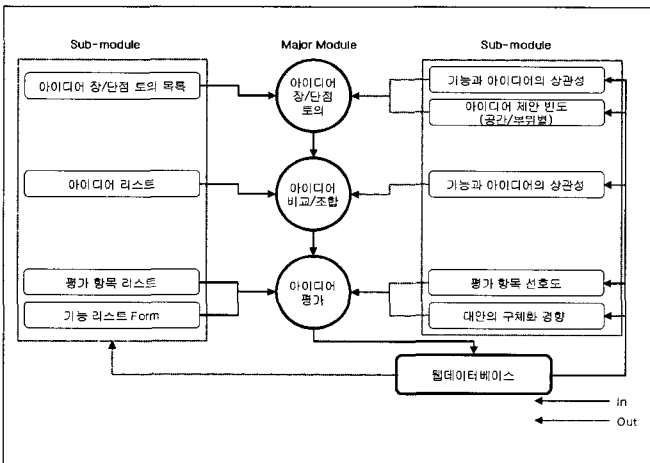 Sub-module
Major Module
Sub-module
아이디어 장/단점 토의 목록
아이디어
장/단점
토의
기능과 아이디어의 상관성
아이디어 제안 빈도
(공간/부위별)
아이디어 리스트
아이디어
비교/조합
기능과 아이디어의 상관성
평가 항목 리스트
기능 리스트 Form
아이디어
평가
평가 항목 선호도
대안의 구체화 경향
웹데이터베이스
In
Out